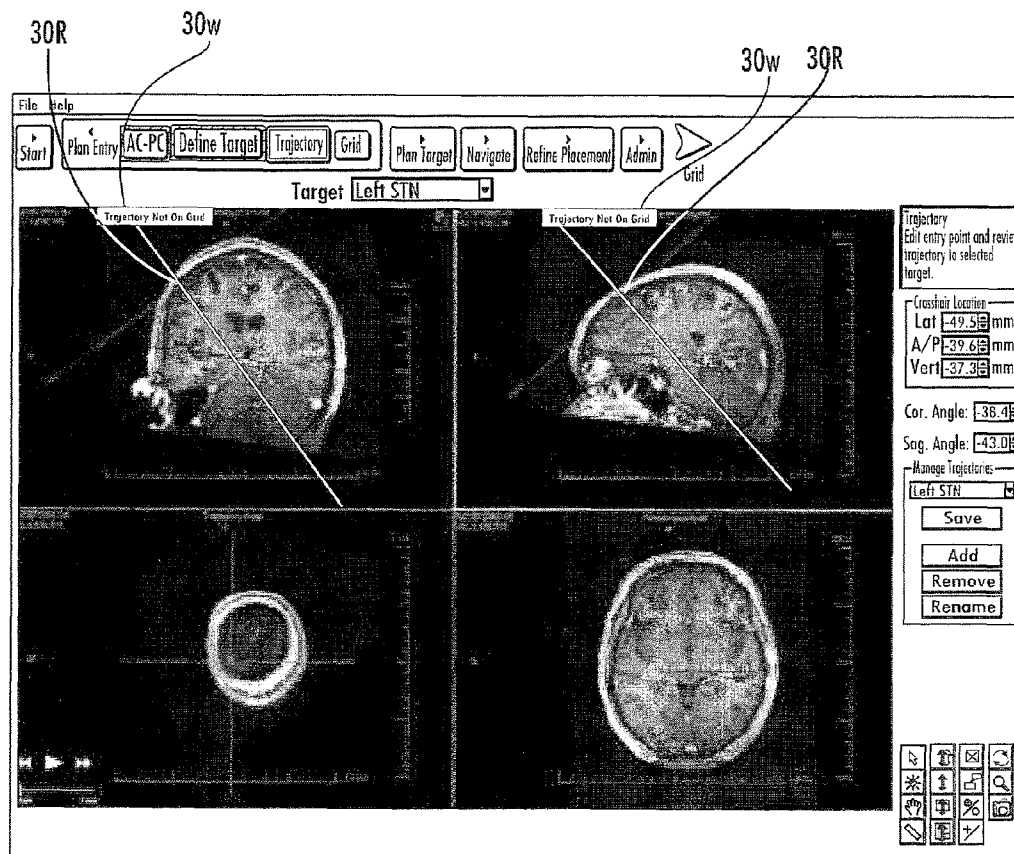 30R
30w
30w
30R
File Help
Start
Plan Entry
AC-PC
Define Target
Trajectory
Grid
Plan Target
Navigate
Refine Placement
Admin
Grid
Target Left STN
Trajectory Not On Grid
Trajectory Not On Grid
Trajectory
Edit entry point and review
trajectory to selected
target.
Crosshair Location
Lat -49.5 mm
A/P -39.6 mm
Vert -37.3 mm
Cor. Angle: -38.4
Sag. Angle: -43.0
Manage Trajectories
Left STN
Save
Add
Remove
Rename